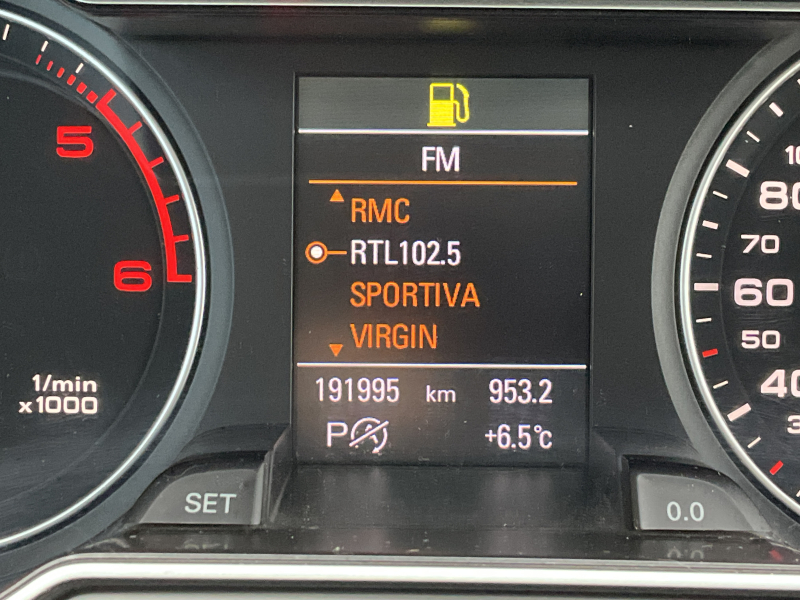 5
6
1/min
x1000
SET
FM
RMC
RTL102.5
SPORTIVA
VIRGIN
191995 km 953.2
P +6.5°c
80
70
60
50
40
0.0